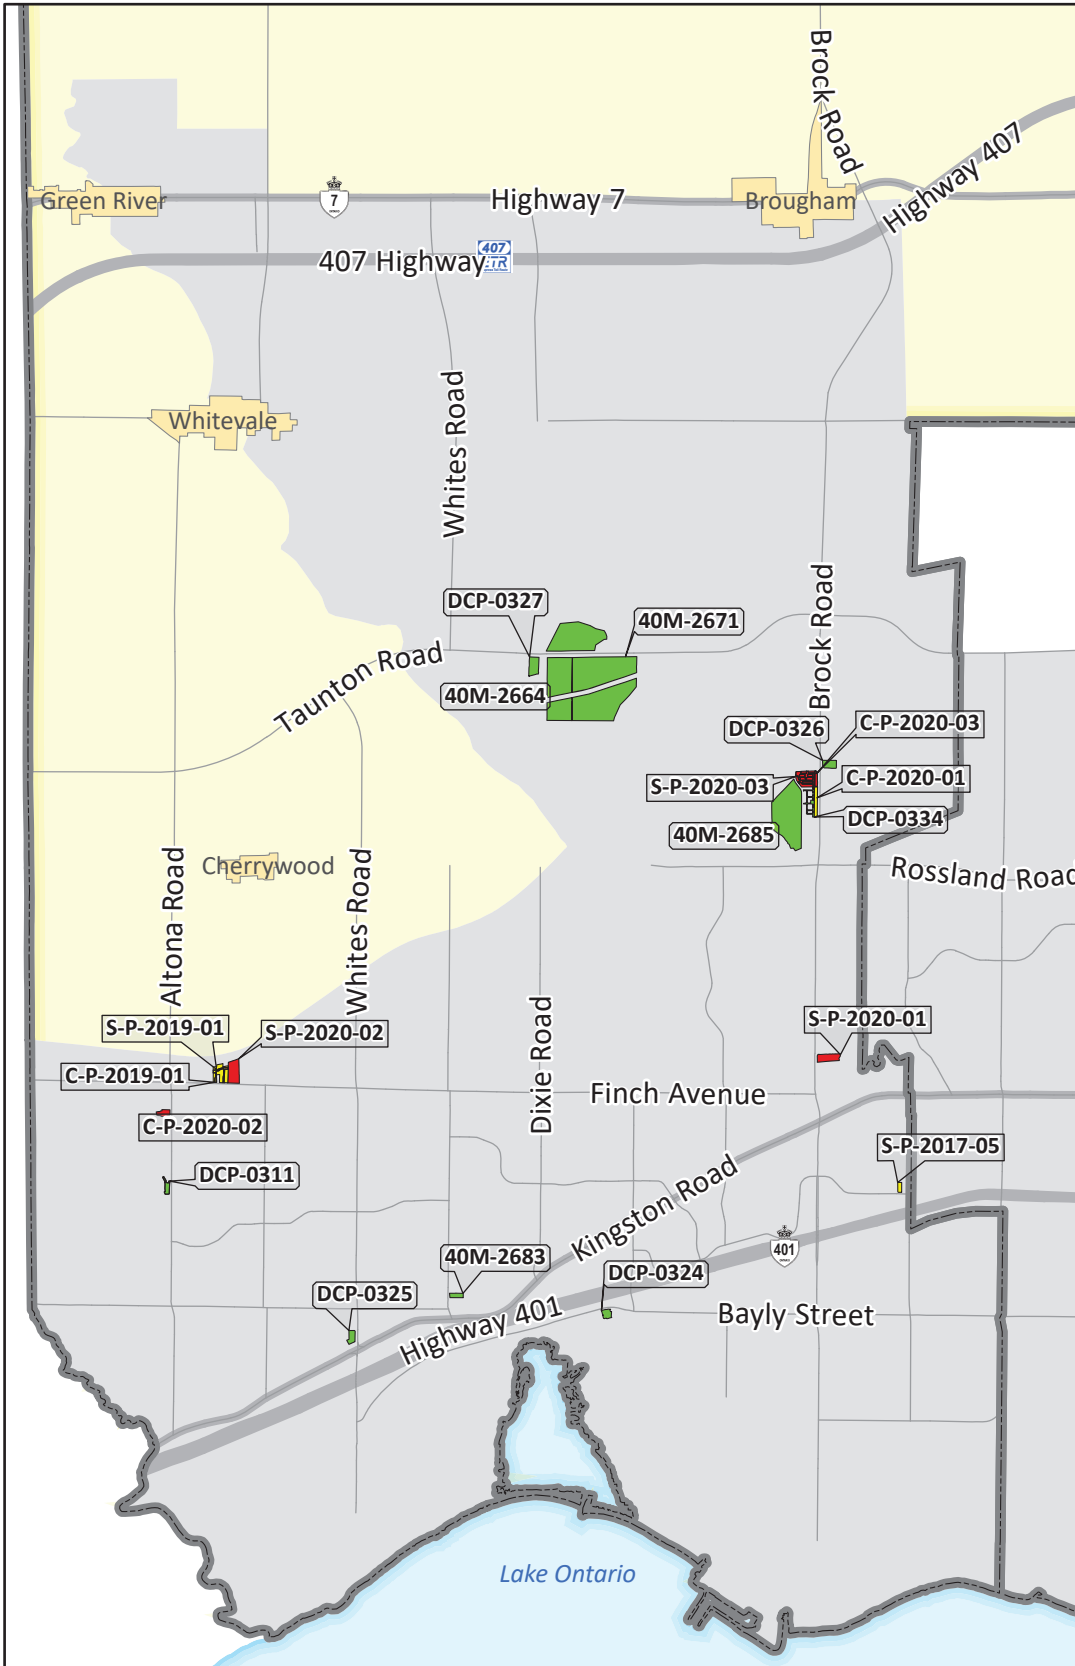 Brock Road
Highway 407
Green River
7
Highway 7
Brougham
407 Highway
407
ETR
Whitevale
Whites Road
DCP-0327
40M-2671
Brock Road
Taunton Road
40M-2664
DCP-0326
C-P-2020-03
S-P-2020-03
C-P-2020-01
DCP-0334
40M-2685
Cherrywood
Rossland Road
Altona Road
Whites Road
S-P-2019-01
S-P-2020-02
Dixie Road
S-P-2020-01
C-P-2019-01
Finch Avenue
C-P-2020-02
S-P-2017-05
DCP-0311
Kingston Road
401
40M-2683
DCP-0324
DCP-0325
Highway 401
Bayly Street
Lake Ontario